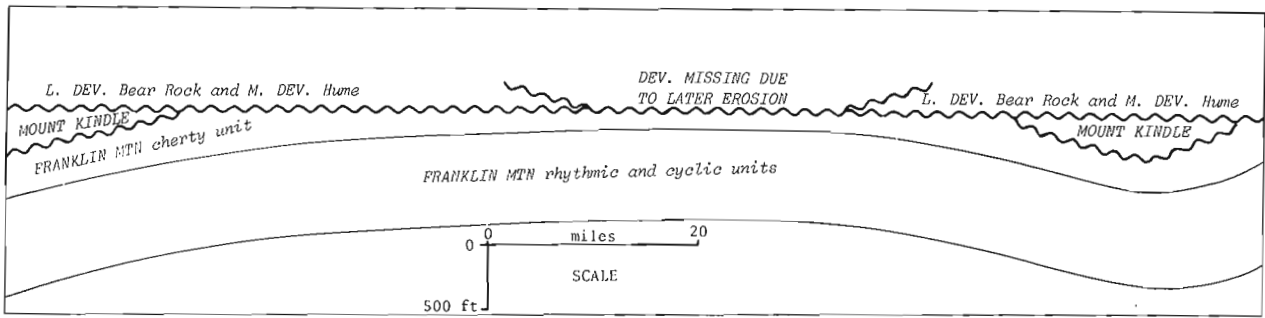 DEV. MISSING DUE
TO LATER EROSION
L. DEV. Bear Rock and M. DEV. Hume
L. DEV. Bear Rock and M. DEV. Hume
MOUNT KINDLE
MOUNT KINDLE
FRANKLIN MTN cherty unit
FRANKLIN MTN rhythmic and cyclic units
0 miles 20
0
SCALE
500 ft